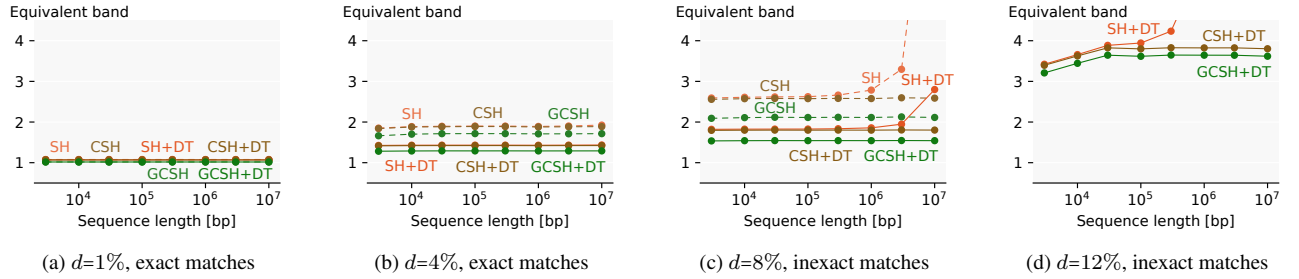 Equivalent band
4
3
2
1
SH
CSH
SH+DT
CSH+DT
GCSH
GCSH+DT
10^4
10^5
10^6
10^7
Sequence length [bp]
(a) d=1%, exact matches
Equivalent band
4
3
2
1
SH
CSH
GCSH
SH+DT
CSH+DT
GCSH+DT
10^4
10^5
10^6
10^7
Sequence length [bp]
(b) d=4%, exact matches
Equivalent band
4
3
2
1
CSH
SH
SH+DT
GCSH
CSH+DT
GCSH+DT
10^4
10^5
10^6
10^7
Sequence length [bp]
(c) d=8%, inexact matches
Equivalent band
4
3
2
1
SH+DT
CSH+DT
GCSH+DT
10^4
10^5
10^6
10^7
Sequence length [bp]
(d) d=12%, inexact matches